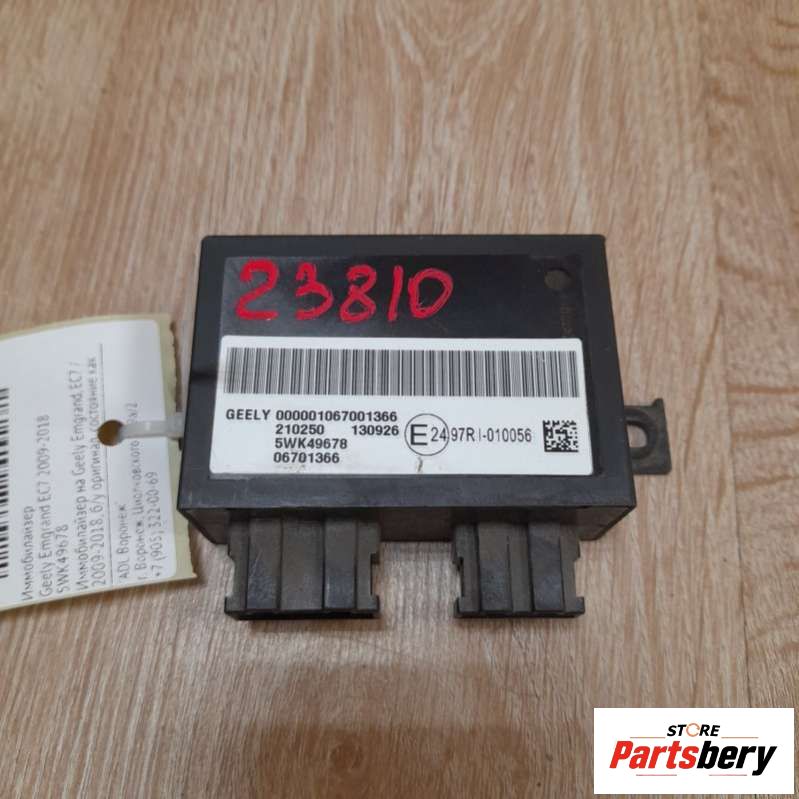 23810
GEELY 000001067001366
210250 130926
5WK49678
06701366
E 24 97RI-010056
Иммобилайзер
Geely Emgrand EC7 2009-2018
5WK49678
Иммобилайзер на Geely Emgrand EC7 /
2009-2018 б/у оригинал, состояние как
"ADL Воронеж"
г. Воронеж,
+7 (905) 322-00-69
STORE
Partsbery